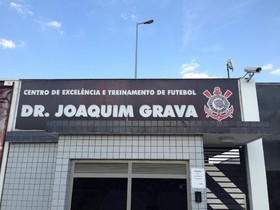 CENTRO DE EXCELÊNCIA E TREINAMENTO DE FUTEBOL
DR. JOAQUIM GRAVA